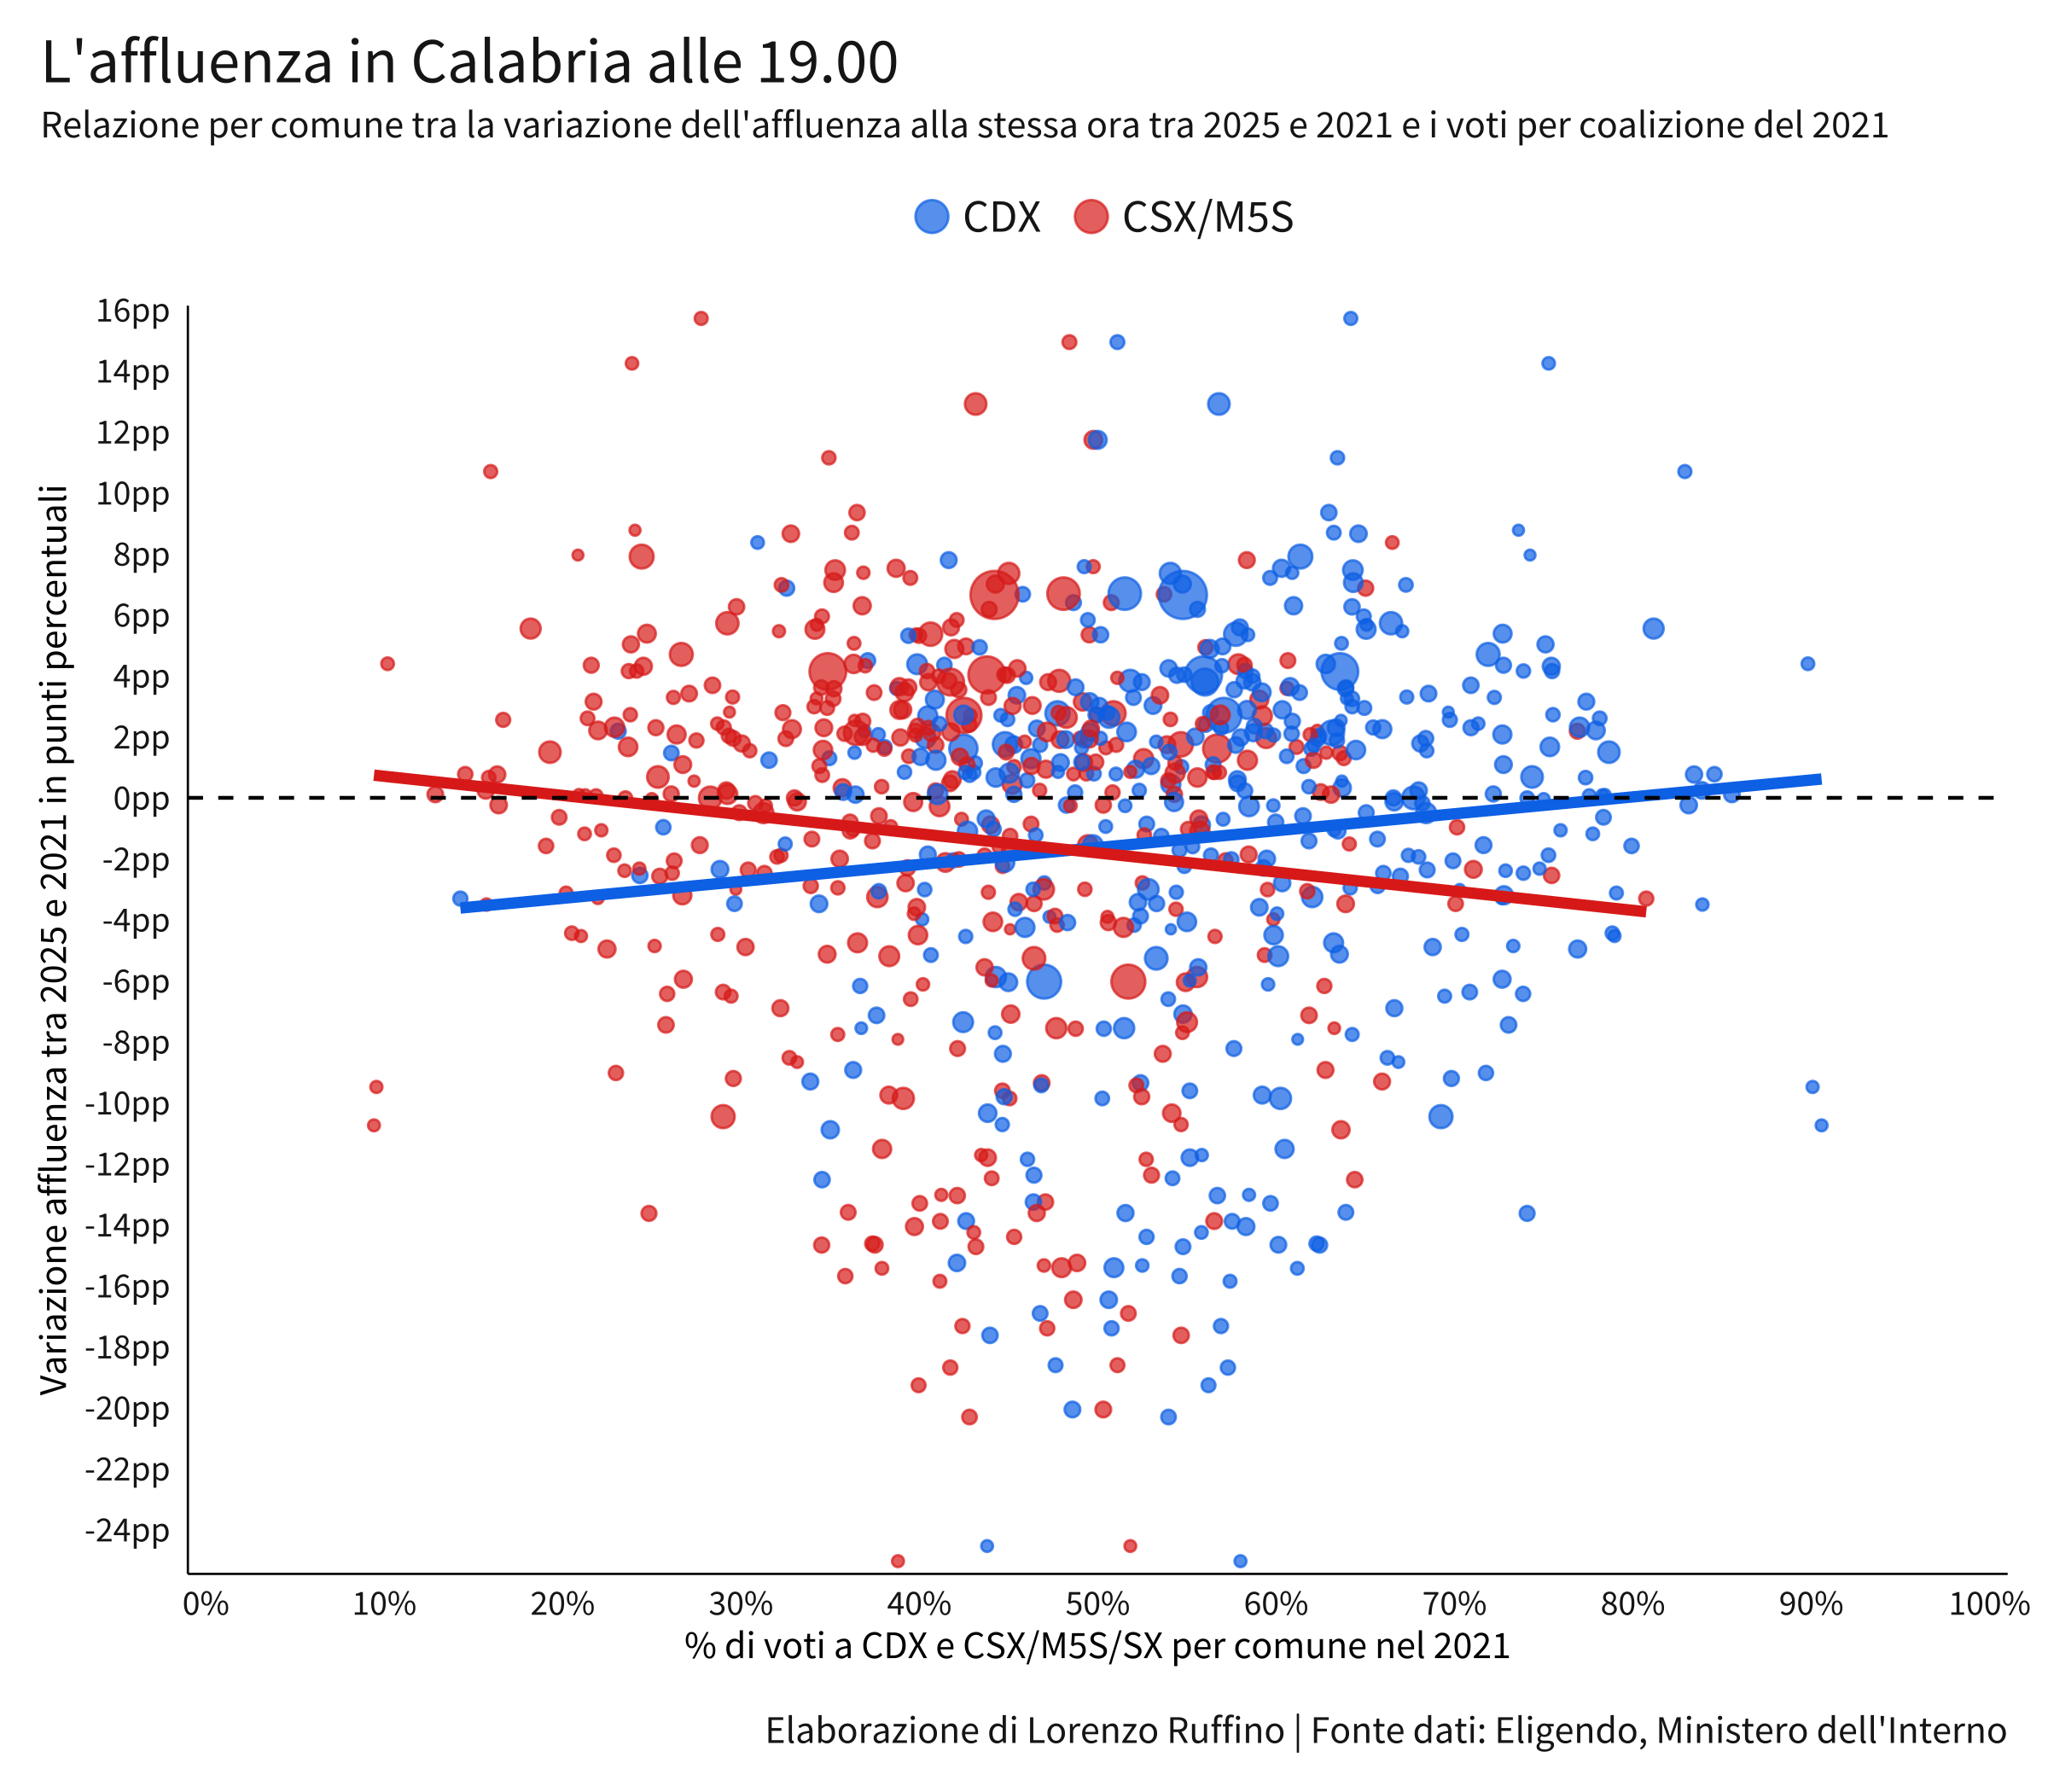 L'affluenza in Calabria alle 19.00
Relazione per comune tra la variazione dell'affluenza alla stessa ora tra 2025 e 2021 e i voti per coalizione del 2021
CDX CSX/M5S
Variazione affluenza tra 2025 e 2021 in punti percentuali
16pp
14pp
12pp
10pp
8pp
6pp
4pp
2pp
0pp
-2pp
-4pp
-6pp
-8pp
-10pp
-12pp
-14pp
-16pp
-18pp
-20pp
-22pp
-24pp
0% 10% 20% 30% 40% 50% 60% 70% 80% 90% 100%
% di voti a CDX e CSX/M5S/SX per comune nel 2021
Elaborazione di Lorenzo Ruffino | Fonte dati: Eligendo, Ministero dell'Interno